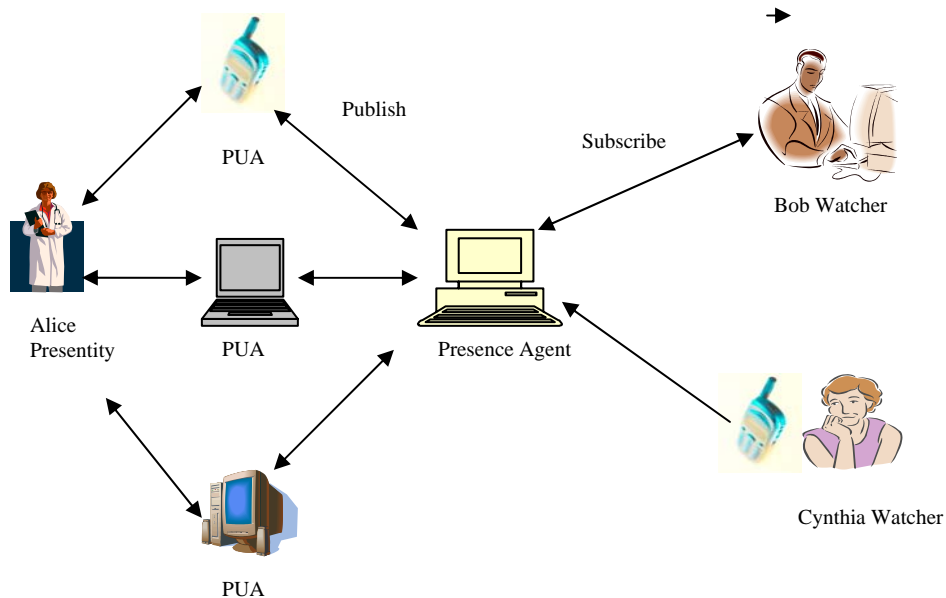 Publish
Subscribe
PUA
Bob Watcher
Alice
Presentity
PUA
Presence Agent
Cynthia Watcher
PUA